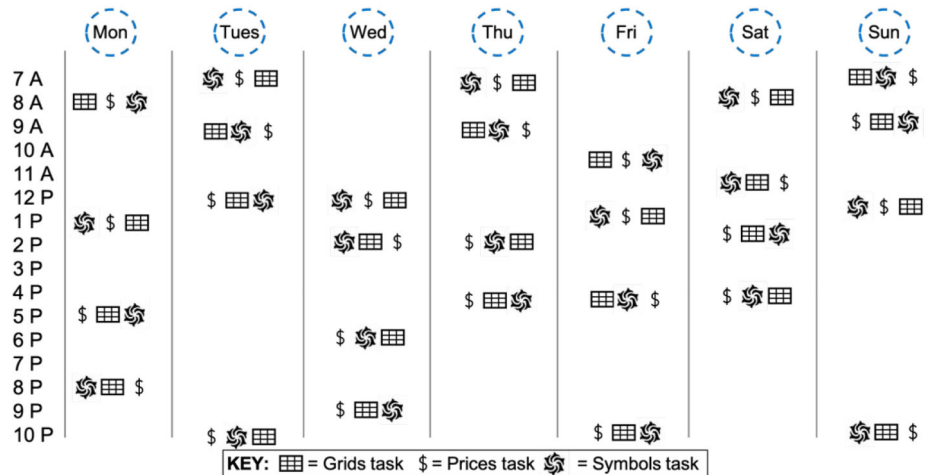 Mon Tues Wed Thu Fri Sat Sun
7 A $ $ $
8 A $ $
9 A $ $ $
10 A $
11 A $
12 P $ $ $
1 P $ $
2 P $ $ $
3 P
4 P $ $ $
5 P $
6 P $
7 P
8 P $
9 P $
10 P $ $ $
KEY: = Grids task $ = Prices task = Symbols task